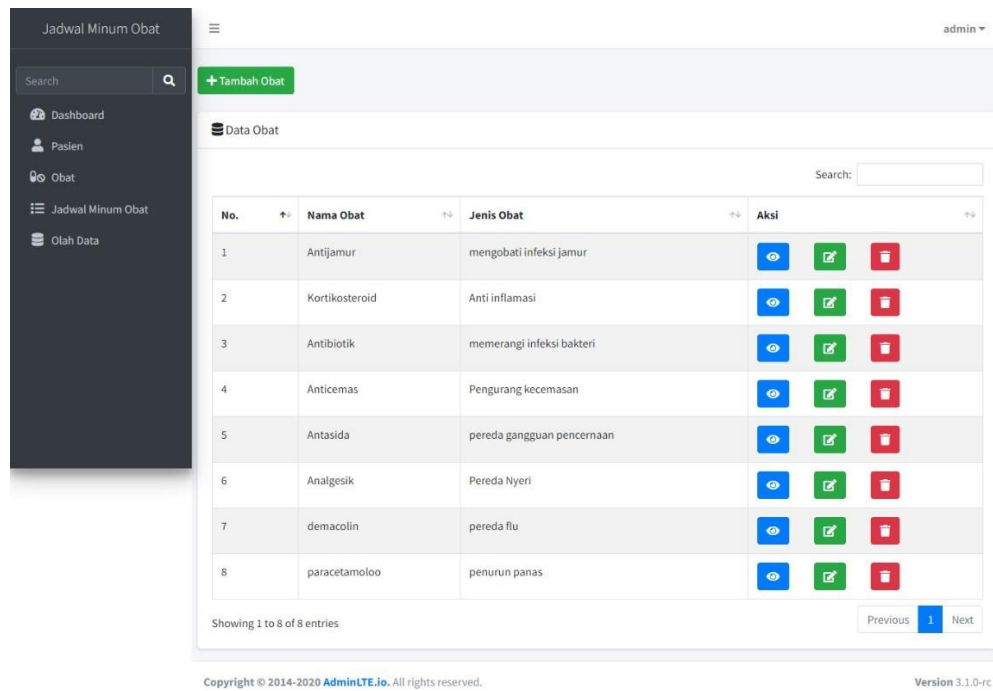 Jadwal Minum Obat
admin
Search
Tambah Obat
Dashboard
Pasien
Obat
Jadwal Minum Obat
Olah Data
Data Obat
Search:
No. Nama Obat Jenis Obat Aksi
1 Antijamur mengobati infeksi jamur
2 Kortikosteroid Anti inflamasi
3 Antibiotik memerangi infeksi bakteri
4 Anticemas Pengurang kecemasan
5 Antasida pereda gangguan pencernaan
6 Analgesik Pereda Nyeri
7 demacolin pereda flu
8 paracetamoloo penurun panas
Showing 1 to 8 of 8 entries
Previous 1 Next
Copyright © 2014-2020 AdminLTE.io. All rights reserved.
Version 3.1.0-rc